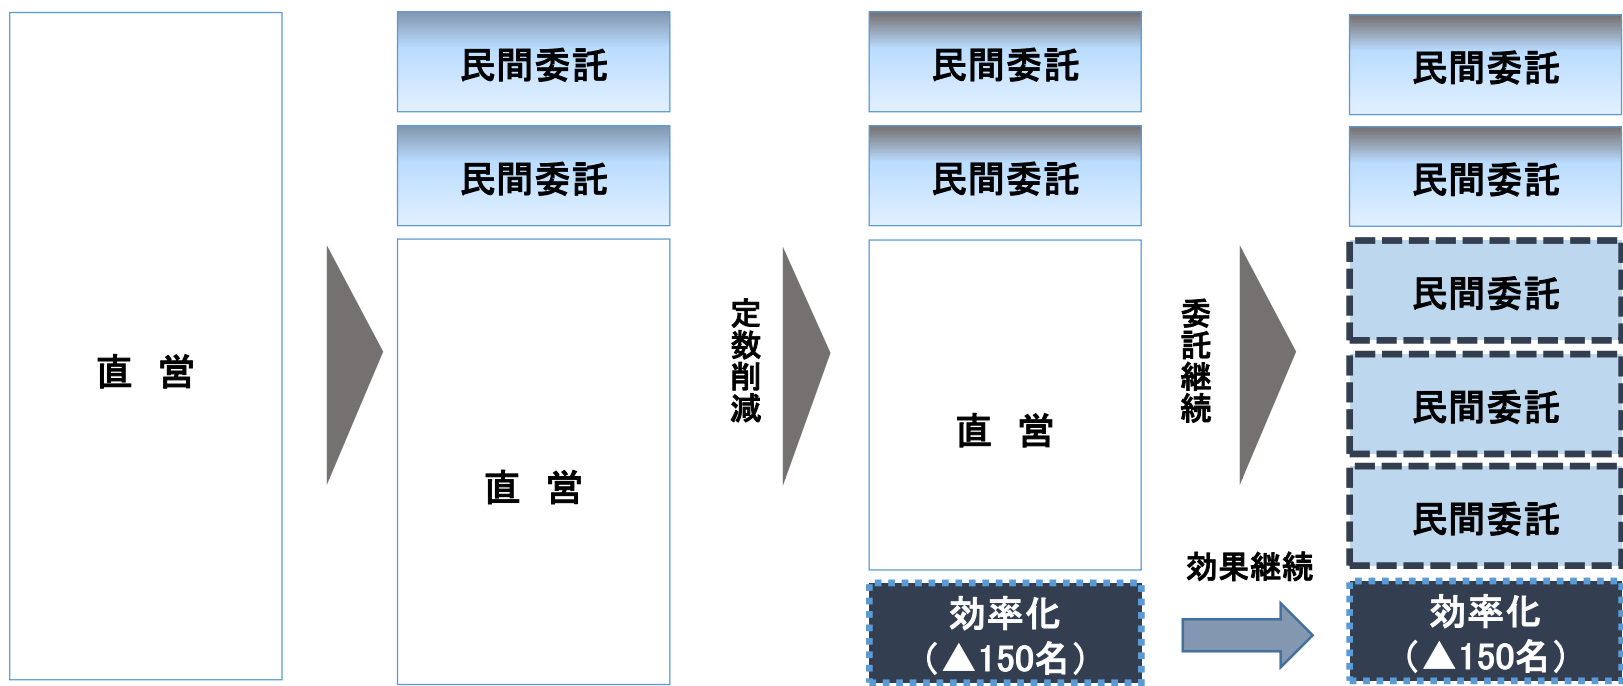 直　営
民間委託
民間委託
直　営
定数削減
民間委託
民間委託
直　営
効率化
（▲150名）
委託継続
効果継続
民間委託
民間委託
民間委託
民間委託
民間委託
効率化
（▲150名）